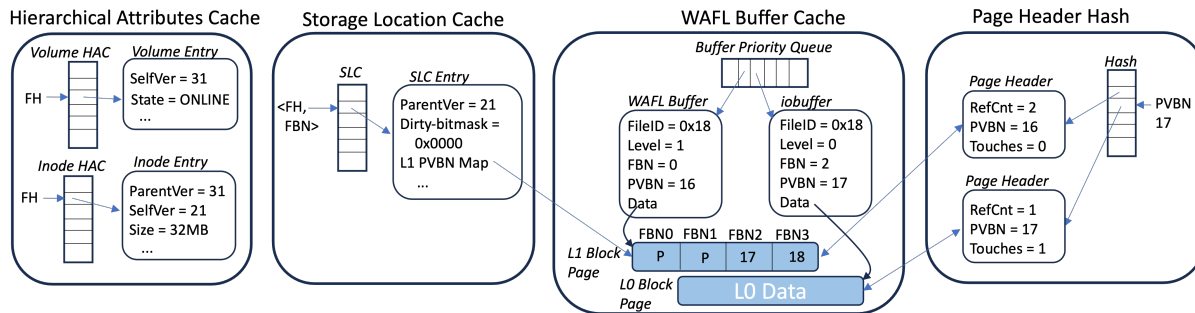 Hierarchical Attributes Cache
Volume HAC
Volume Entry
FH
SelfVer = 31
State = ONLINE
...
Inode HAC
Inode Entry
FH
ParentVer = 31
SelfVer = 21
Size = 32MB
...
Storage Location Cache
SLC
SLC Entry
<FH,
FBN>
ParentVer = 21
Dirty-bitmask =
0x0000
L1 PVBN Map
...
WAFL Buffer Cache
Buffer Priority Queue
WAFL Buffer
FileID = 0x18
Level = 1
FBN = 0
PVBN = 16
Data
iobuffer
FileID = 0x18
Level = 0
FBN = 2
PVBN = 17
Data
FBN0 FBN1 FBN2 FBN3
L1 Block
Page
P P 17 18
L0 Block
Page
L0 Data
Page Header Hash
Hash
PVBN
17
Page Header
RefCnt = 2
PVBN = 16
Touches = 0
Page Header
RefCnt = 1
PVBN = 17
Touches = 1